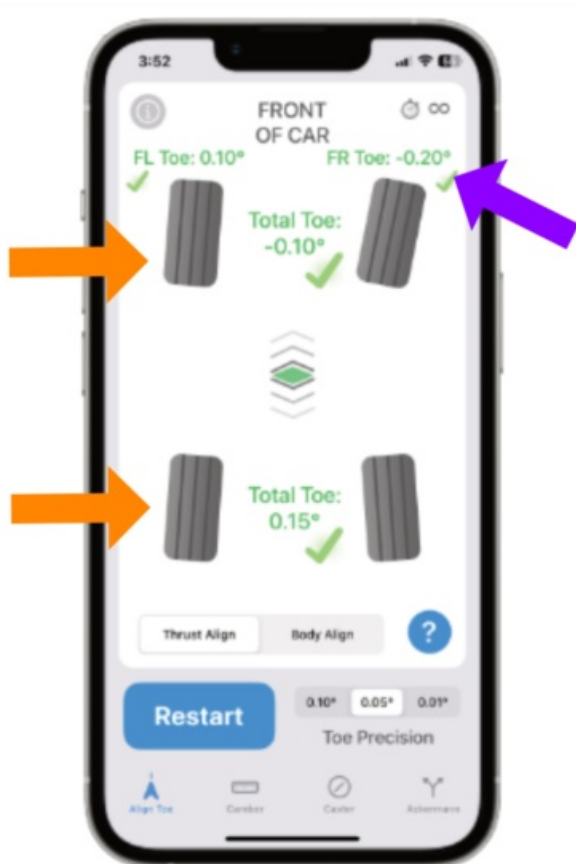 3:52
FRONT
OF CAR
FL Toe: 0.10°
FR Toe: -0.20°
Total Toe:
-0.10°
Total Toe:
0.15°
Thrust Align
Body Align
?
Restart
0.10°
0.05°
0.01°
Toe Precision
Align Toe
Camber
Caster
Ackermann